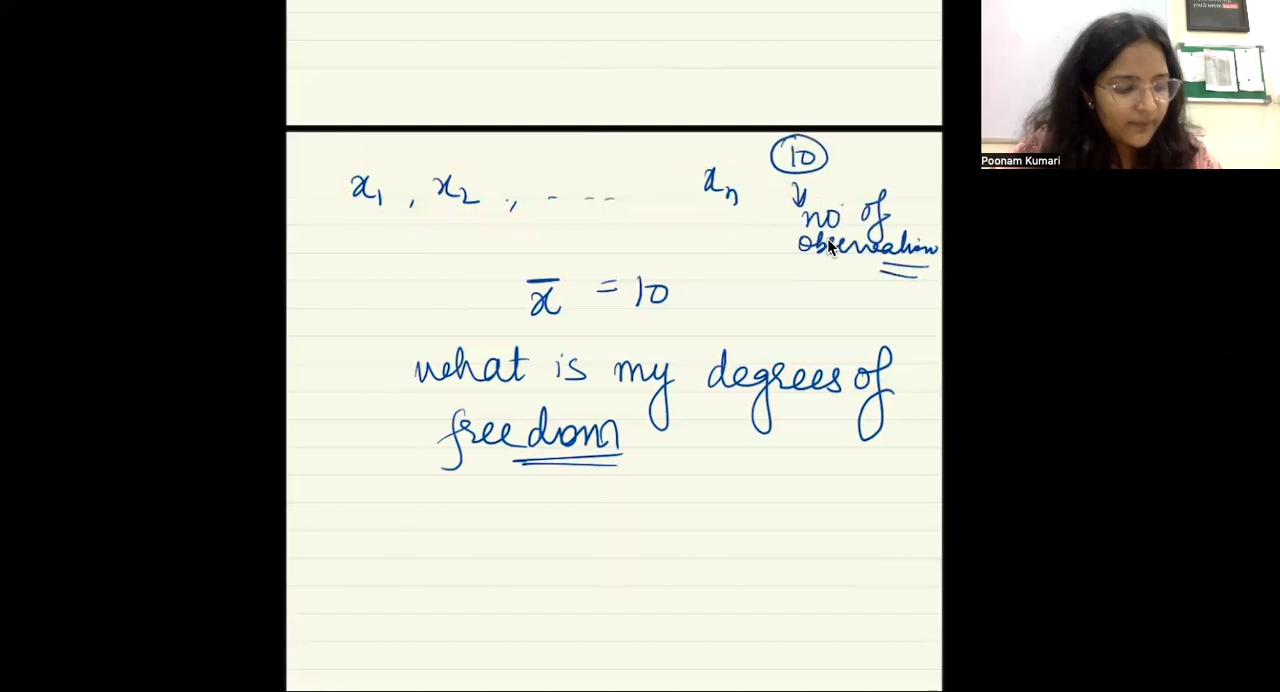 x₁, x₂, . - - - xₙ 10
no of
observation
x̄ = 10
what is my degrees of
freedom
Poonam Kumari